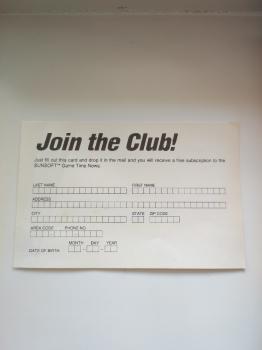 Join the Club!
Just fill out this card and drop it in the mail and you will receive a free subscription to the
SUNSOFT™ Game Time News.
LAST NAME FIRST NAME
ADDRESS
CITY STATE ZIP CODE
AREA CODE PHONE NO.
MONTH DAY YEAR
DATE OF BIRTH - -